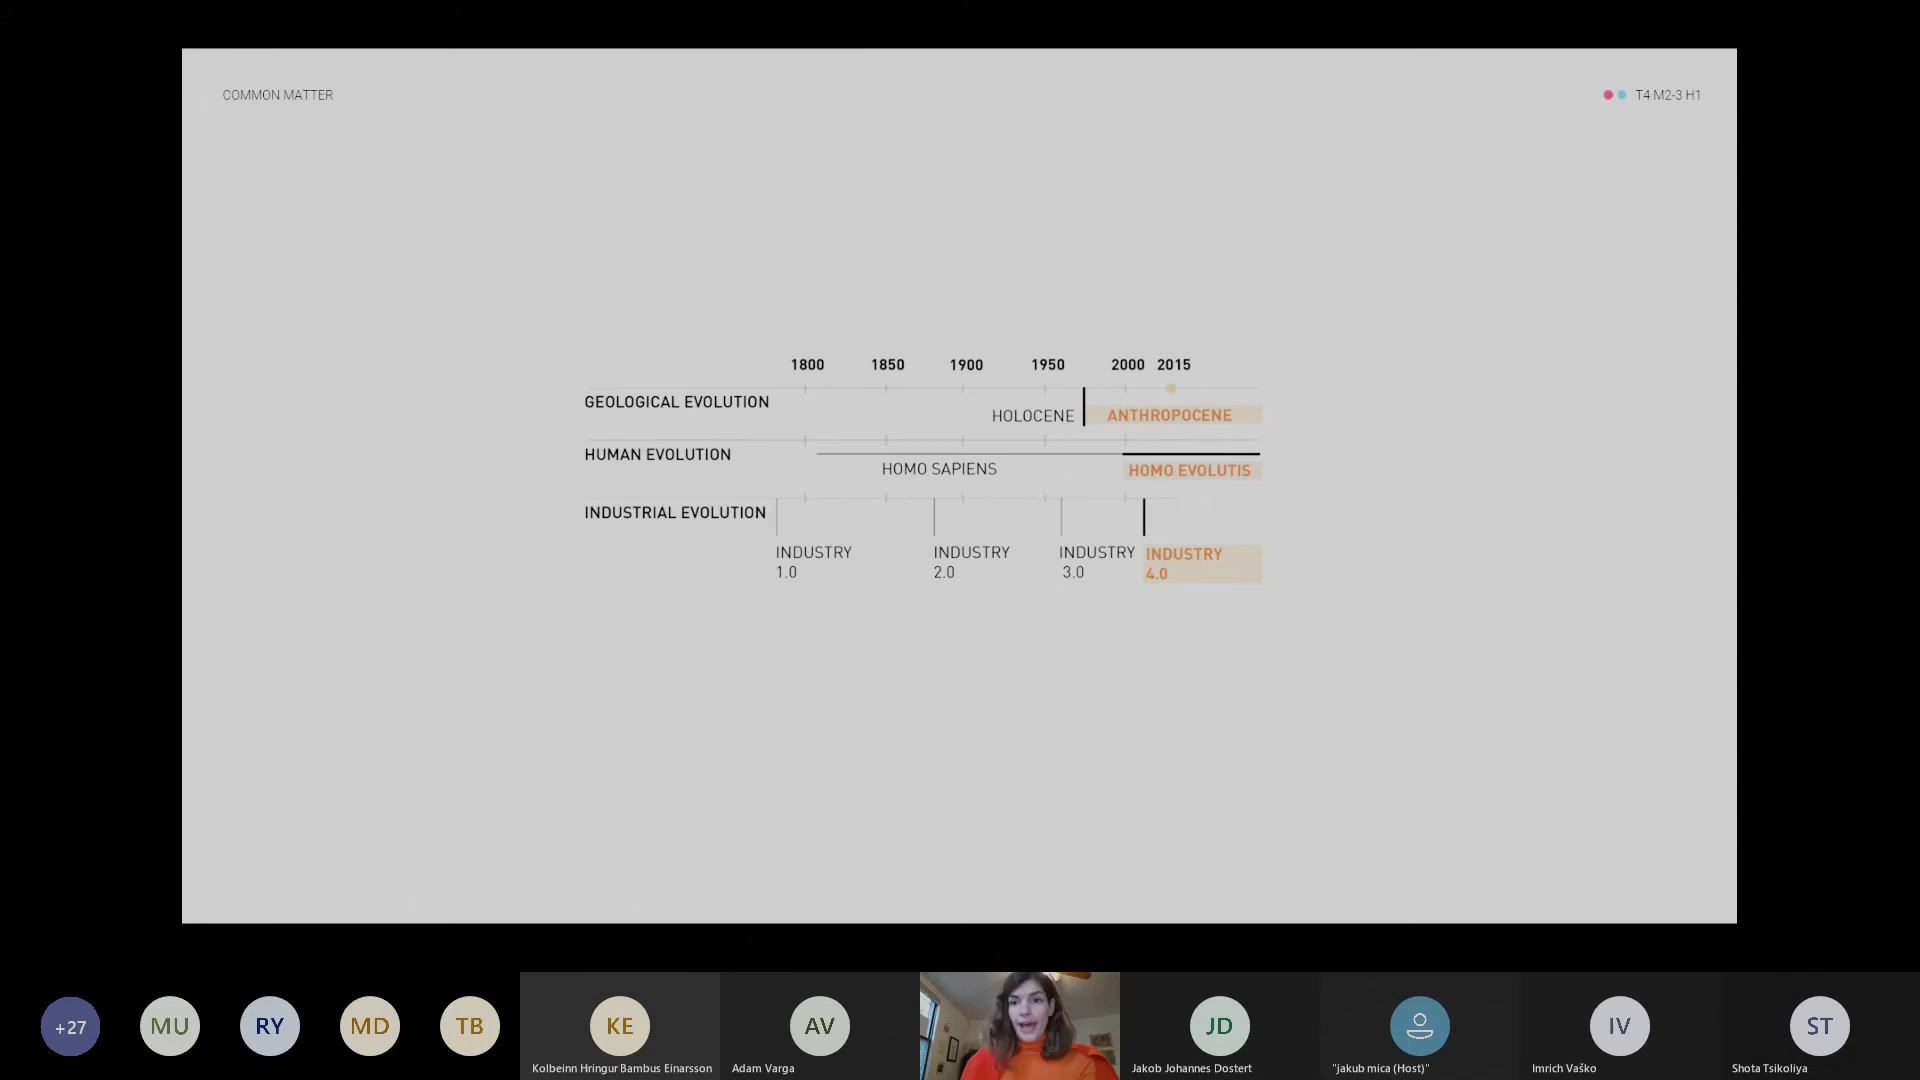 COMMON MATTER
T4 M2-3 H1
1800 1850 1900 1950 2000 2015
GEOLOGICAL EVOLUTION
HOLOCENE ANTHROPOCENE
HUMAN EVOLUTION
HOMO SAPIENS HOMO EVOLUTIS
INDUSTRIAL EVOLUTION
INDUSTRY INDUSTRY INDUSTRY INDUSTRY
1.0 2.0 3.0 4.0
+27 MU RY MD TB KE AV JD IV ST
Kolbeinn Hringur Bambus Einarsson Adam Varga Jakob Johannes Dostert "jakub mica (Host)" Imrich Vaško Shota Tsikoliya